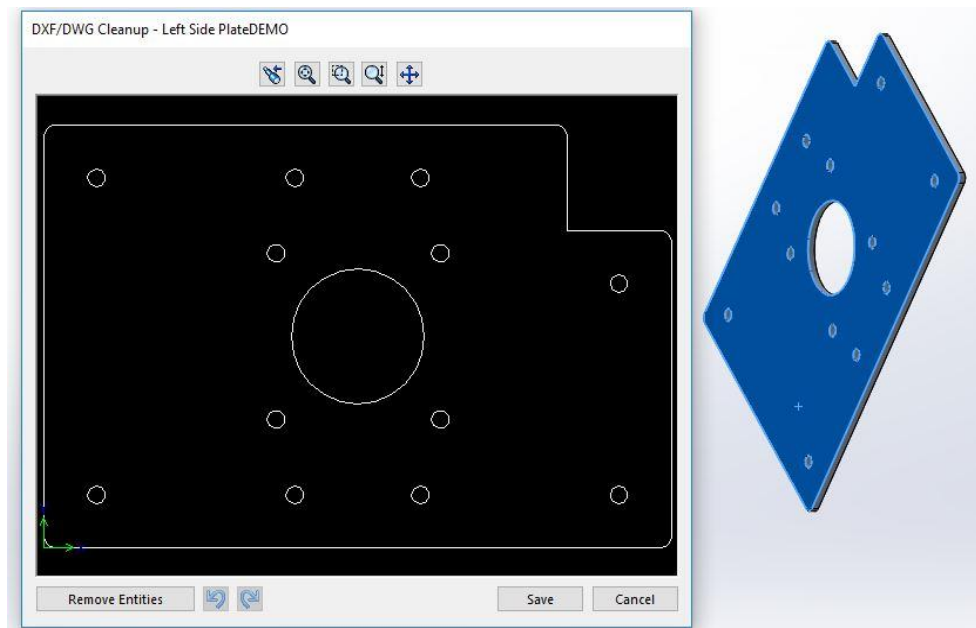 DXF/DWG Cleanup - Left Side PlateDEMO
Remove Entities
Save
Cancel